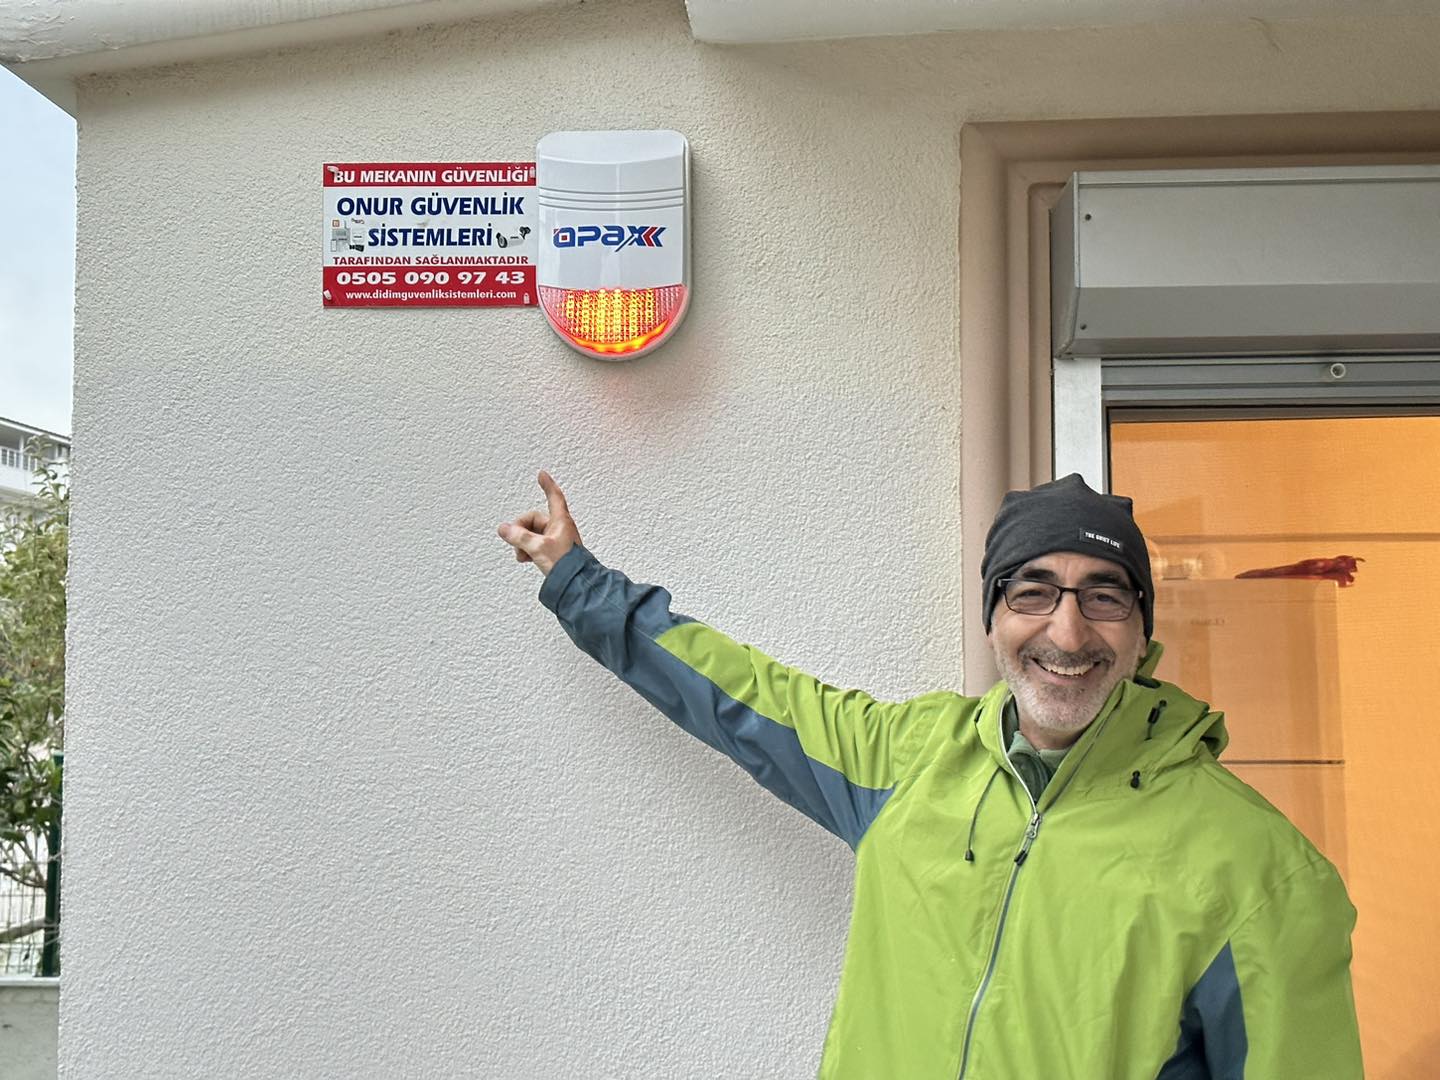 BU MEKANIN GÜVENLİĞİ
ONUR GÜVENLİK
SİSTEMLERİ
TARAFINDAN SAĞLANMAKTADIR
0505 090 97 43
www.didimguvenliksistemleri.com
opax